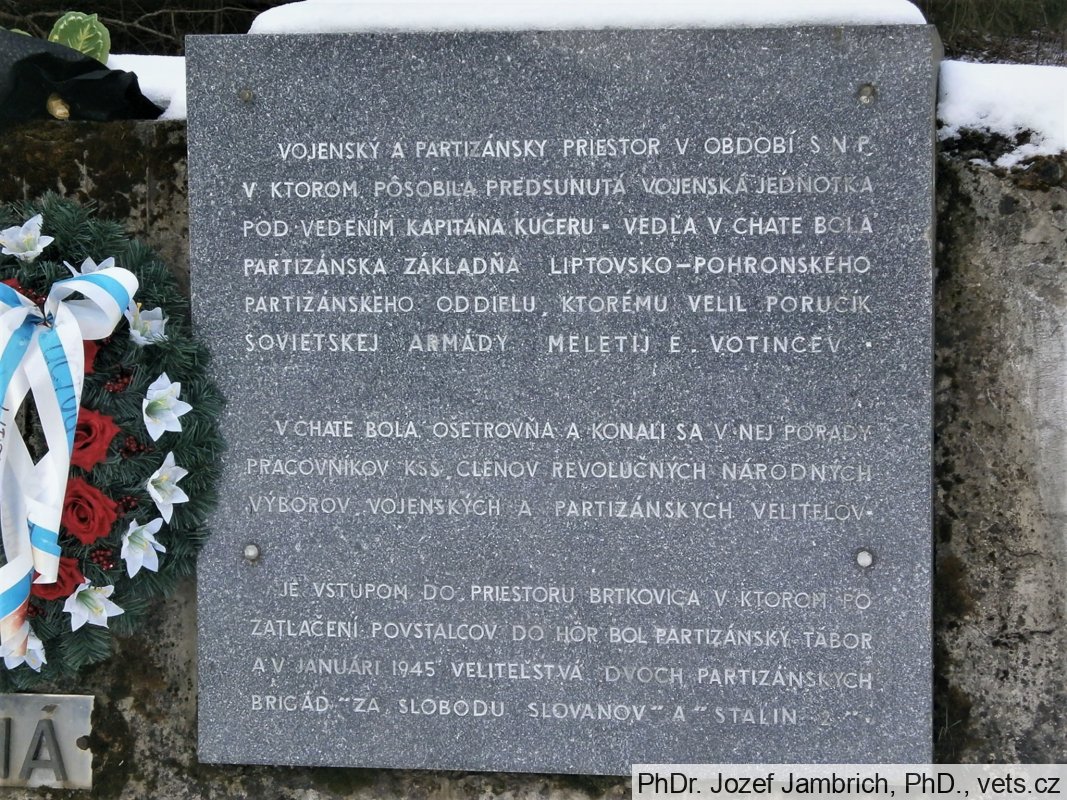 VOJENSKÝ A PARTIZÁNSKY PRIESTOR V OBDOBÍ S N P.
V KTOROM PÔSOBILA PREDSUNUTÁ VOJENSKÁ JEDNOTKA
POD VEDENÍM KAPITÁNA KUČERU. VEDĽA V CHATE BOLA
PARTIZÁNSKA ZÁKLADŇA LIPTOVSKO-POHRONSKÉHO
PARTIZÁNSKEHO ODDIELU, KTORÉMU VELIL PORUČÍK
SOVIETSKEJ ARMÁDY MELETIJ E. VOTINCEV.
V CHATE BOLA OŠETROVŇA A KONALI SA V NEJ PORADY
PRACOVNÍKOV KSS, ČLENOV REVOLUČNÝCH NÁRODNÝCH
VÝBOROV, VOJENSKÝCH A PARTIZÁNSKYCH VELITEĽOV.
JE VSTUPOM DO PRIESTORU BRTKOVICA V KTOROM PO
ZATLAČENÍ POVSTALCOV DO HÔR BOL PARTIZÁNSKY TÁBOR
A V JANUÁRI 1945 VELITEĽSTVÁ DVOCH PARTIZÁNSKYCH
BRIGÁD "ZA SLOBODU SLOVANOV" A "STALIN 2".
IA
PhDr. Jozef Jambrich, PhD., vets.cz